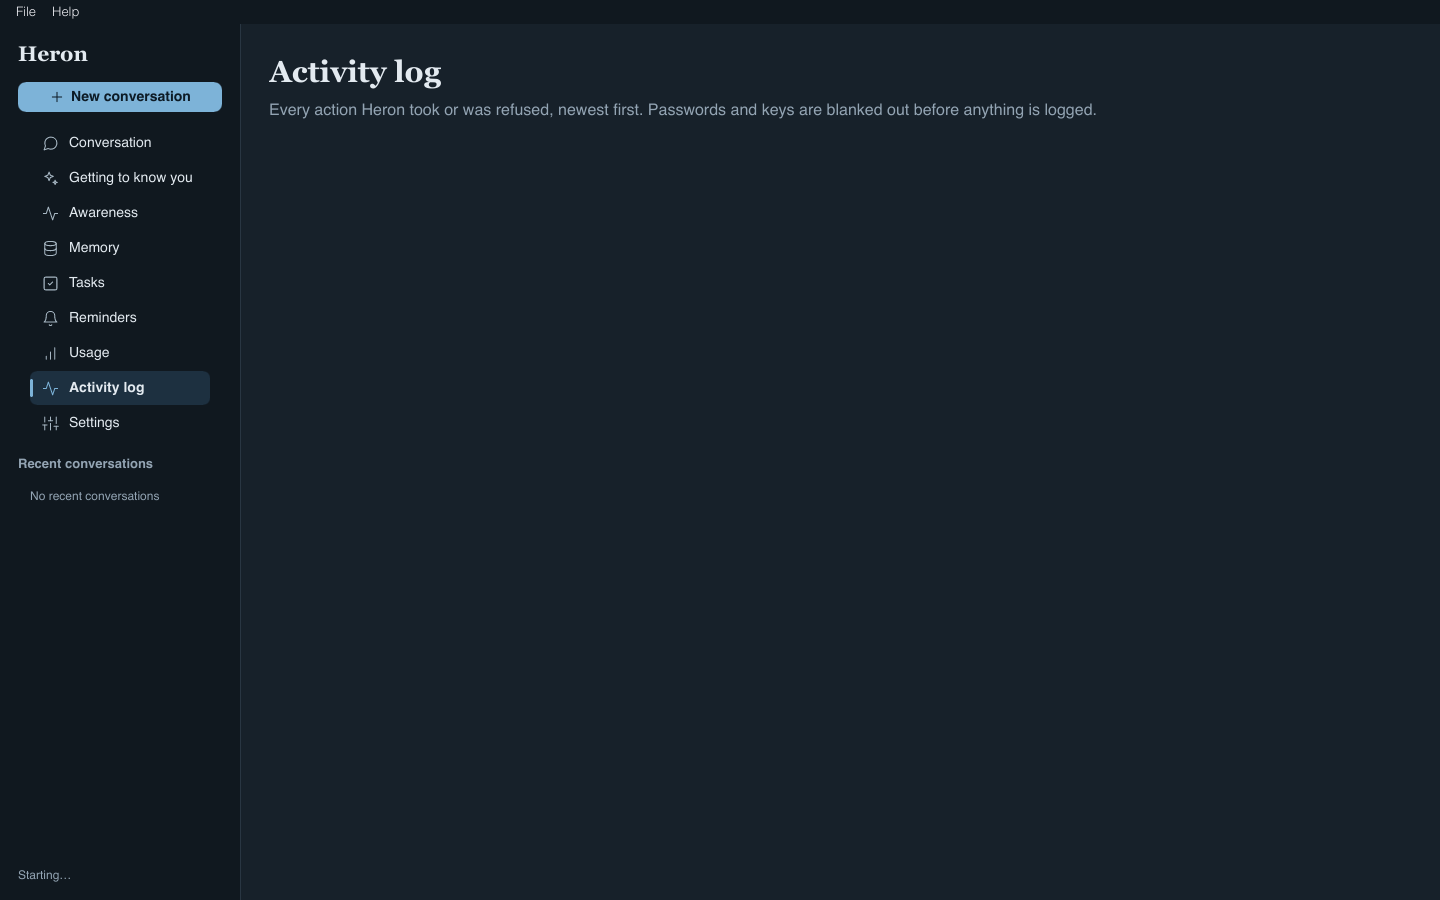 File Help
Heron
New conversation
Conversation
Getting to know you
Awareness
Memory
Tasks
Reminders
Usage
Activity log
Settings
Recent conversations
No recent conversations
Starting…
Activity log
Every action Heron took or was refused, newest first. Passwords and keys are blanked out before anything is logged.